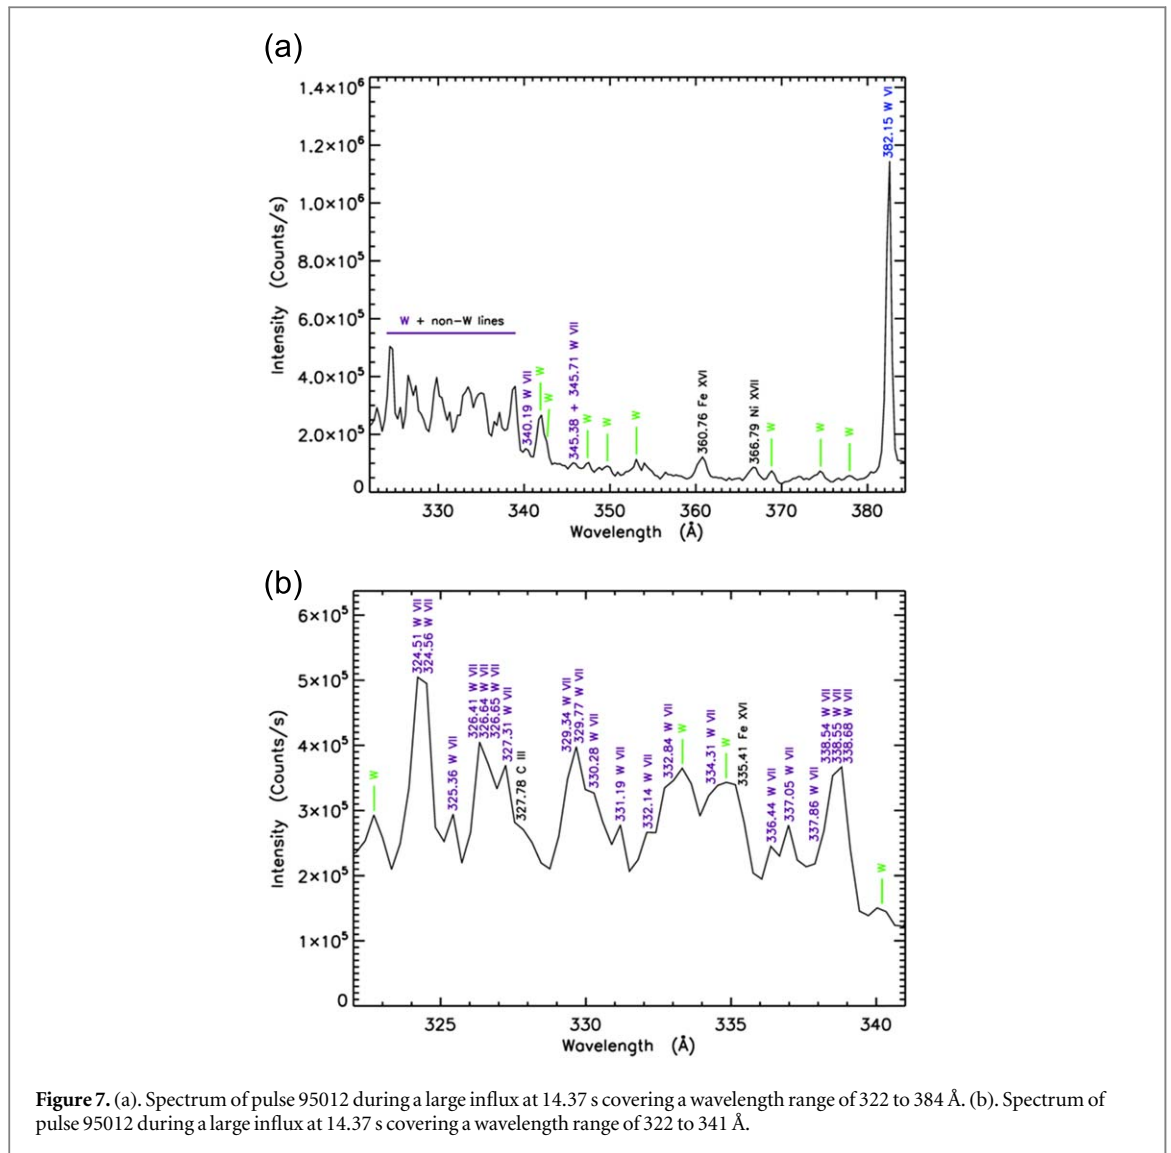 (a)
1.4×10⁶
1.2×10⁶
1.0×10⁶
8.0×10⁵
6.0×10⁵
4.0×10⁵
2.0×10⁵
0
Intensity (Counts/s)
W + non-W lines
340.19 W VII
W
W
345.38 + 345.71 W VII
W
W
W
360.76 Fe XVI
366.79 Ni XVII
W
W
W
382.15 W VI
330
340
350
360
370
380
Wavelength (Å)
(b)
6×10⁵
5×10⁵
4×10⁵
3×10⁵
2×10⁵
1×10⁵
0
Intensity (Counts/s)
W
324.51 W VII
324.56 W VII
325.36 W VII
326.41 W VII
326.64 W VII
326.65 W VII
327.31 W VII
327.78 C III
329.34 W VII
329.77 W VII
330.28 W VII
331.19 W VII
332.14 W VII
332.84 W VII
W
334.31 W VII
W
335.41 Fe XVI
336.44 W VII
337.05 W VII
337.86 W VII
338.54 W VII
338.55 W VII
338.68 W VII
W
325
330
335
340
Wavelength (Å)
Figure 7. (a). Spectrum of pulse 95012 during a large influx at 14.37 s covering a wavelength range of 322 to 384 Å. (b). Spectrum of
pulse 95012 during a large influx at 14.37 s covering a wavelength range of 322 to 341 Å.